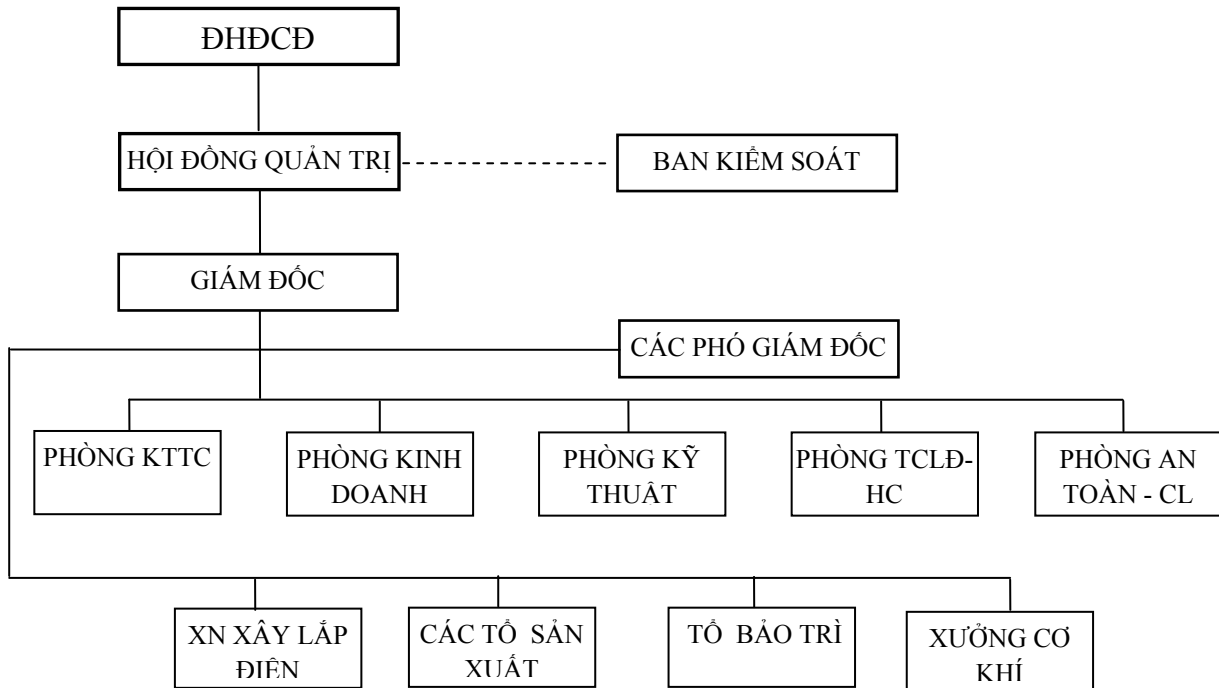 ĐHĐCĐ
HỘI ĐỒNG QUẢN TRỊ
BAN KIỂM SOÁT
GIÁM ĐỐC
CÁC PHÓ GIÁM ĐỐC
PHÒNG KTTC
PHÒNG KINH
DOANH
PHÒNG KỸ
THUẬT
PHÒNG TCLĐ-
HC
PHÒNG AN
TOÀN - CL
XN XÂY LẮP
ĐIỆN
CÁC TỔ SẢN
XUẤT
TỔ BẢO TRÌ
XƯỞNG CƠ
KHÍ